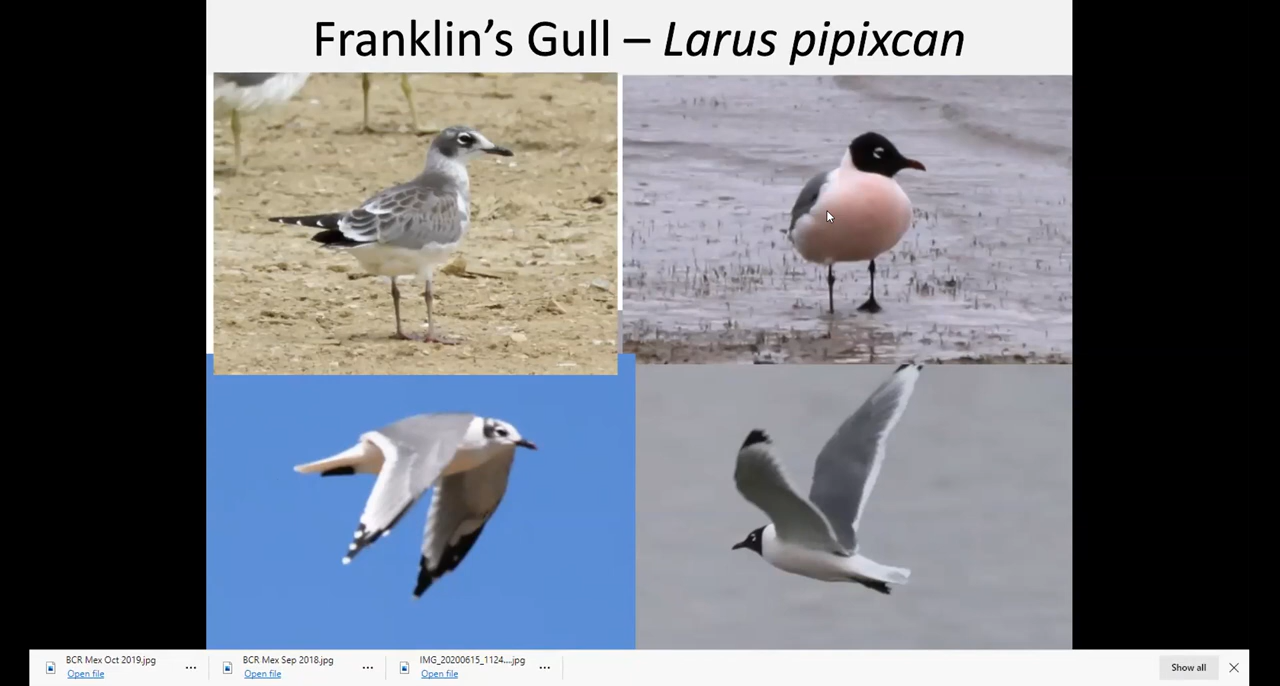 Franklin's Gull – Larus pipixcan
BCR Mex Oct 2019.jpg
Open file
BCR Mex Sep 2018.jpg
Open file
IMG_20200615_1124....jpg
Open file
Show all